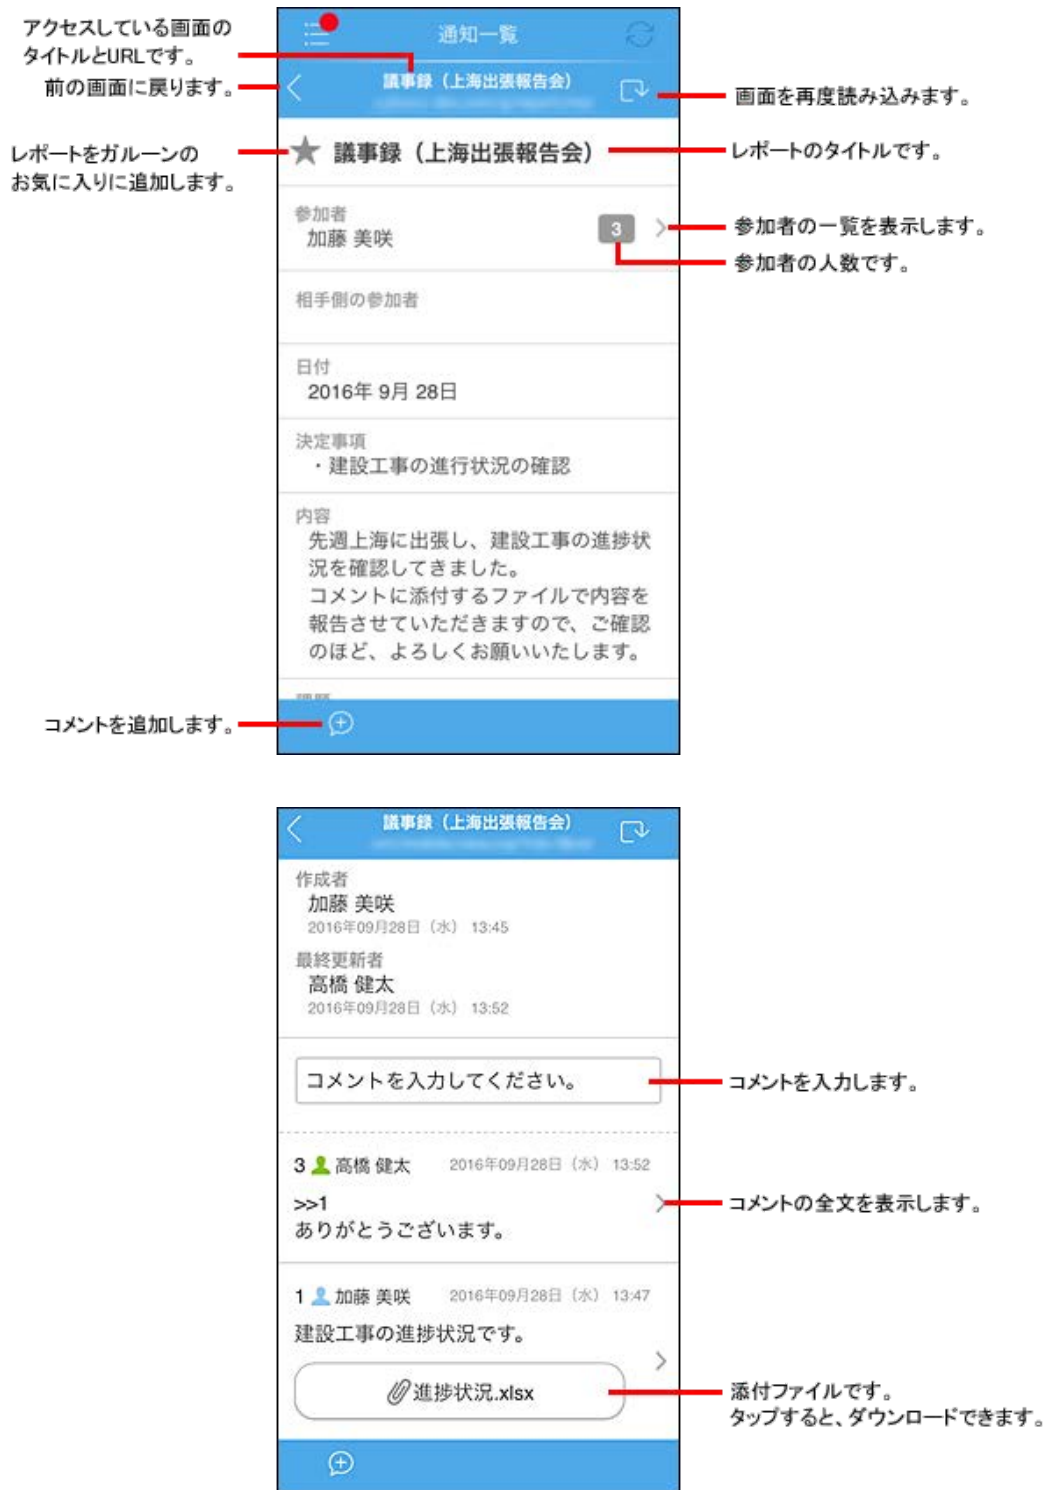 アクセスしている画面の
タイトルとURLです。
前の画面に戻ります。
レポートをガルーンの
お気に入りに追加します。
通知一覧
議事録（上海出張報告会）
画面を再度読み込みます。
議事録（上海出張報告会）
レポートのタイトルです。
参加者
加藤 美咲
3
参加者の一覧を表示します。
参加者の人数です。
相手側の参加者
日付
2016年 9月 28日
決定事項
・建設工事の進行状況の確認
内容
先週上海に出張し、建設工事の進捗状
況を確認してきました。
コメントに添付するファイルで内容を
報告させていただきますので、ご確認
のほど、よろしくお願いいたします。
コメントを追加します。
議事録（上海出張報告会）
作成者
加藤 美咲
2016年09月28日（水） 13:45
最終更新者
高橋 健太
2016年09月28日（水） 13:52
コメントを入力してください。
コメントを入力します。
3 高橋 健太 2016年09月28日（水） 13:52
>>1
ありがとうございます。
コメントの全文を表示します。
1 加藤 美咲 2016年09月28日（水） 13:47
建設工事の進捗状況です。
進捗状況.xlsx
添付ファイルです。
タップすると、ダウンロードできます。